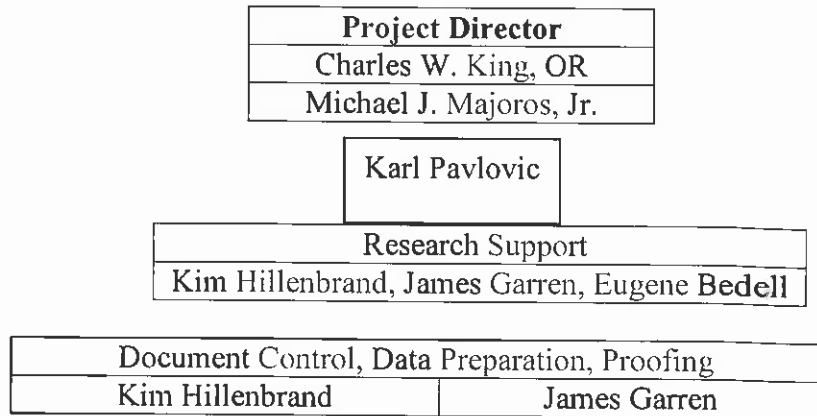 Project Director
Charles W. King, OR
Michael J. Majoros, Jr.
Karl Pavlovic
Research Support
Kim Hillenbrand, James Garren, Eugene Bedell
Document Control, Data Preparation, Proofing
Kim Hillenbrand James Garren